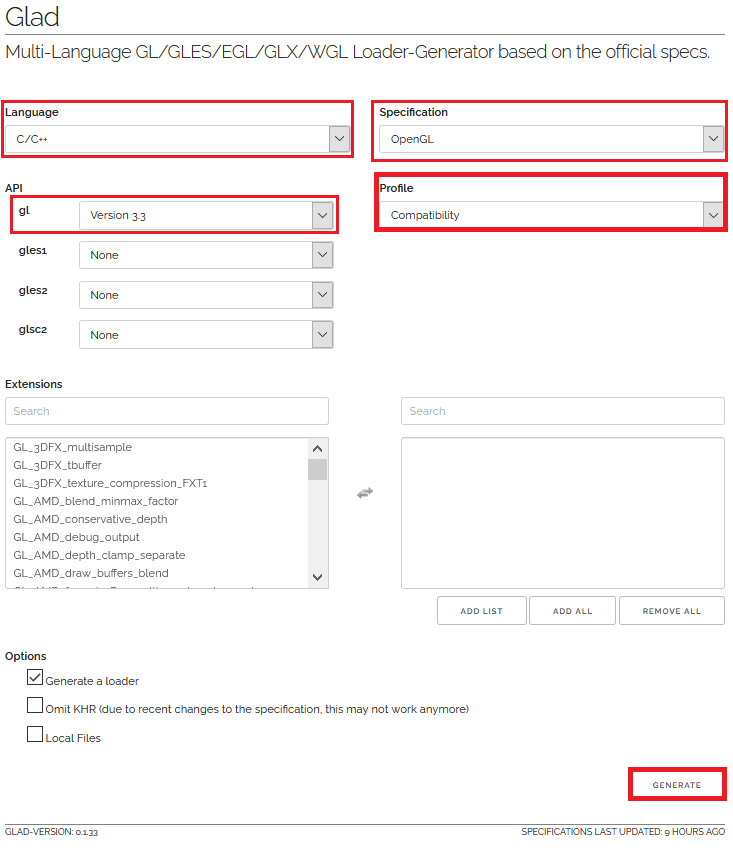 Glad
Multi-Language GL/GLES/EGL/GLX/WGL Loader-Generator based on the official specs.
Language
Specification
C/C++
OpenGL
API
Profile
gl
Version 3.3
Compatibility
gles1
None
gles2
None
glsc2
None
Extensions
Search
Search
GL_3DFX_multisample
GL_3DFX_tbuffer
GL_3DFX_texture_compression_FXT1
GL_AMD_blend_minmax_factor
GL_AMD_conservative_depth
GL_AMD_debug_output
GL_AMD_depth_clamp_separate
GL_AMD_draw_buffers_blend
ADD LIST
ADD ALL
REMOVE ALL
Options
Generate a loader
Omit KHR (due to recent changes to the specification, this may not work anymore)
Local Files
GENERATE
GLAD-VERSION: 0.1.33
SPECIFICATIONS LAST UPDATED: 9 HOURS AGO